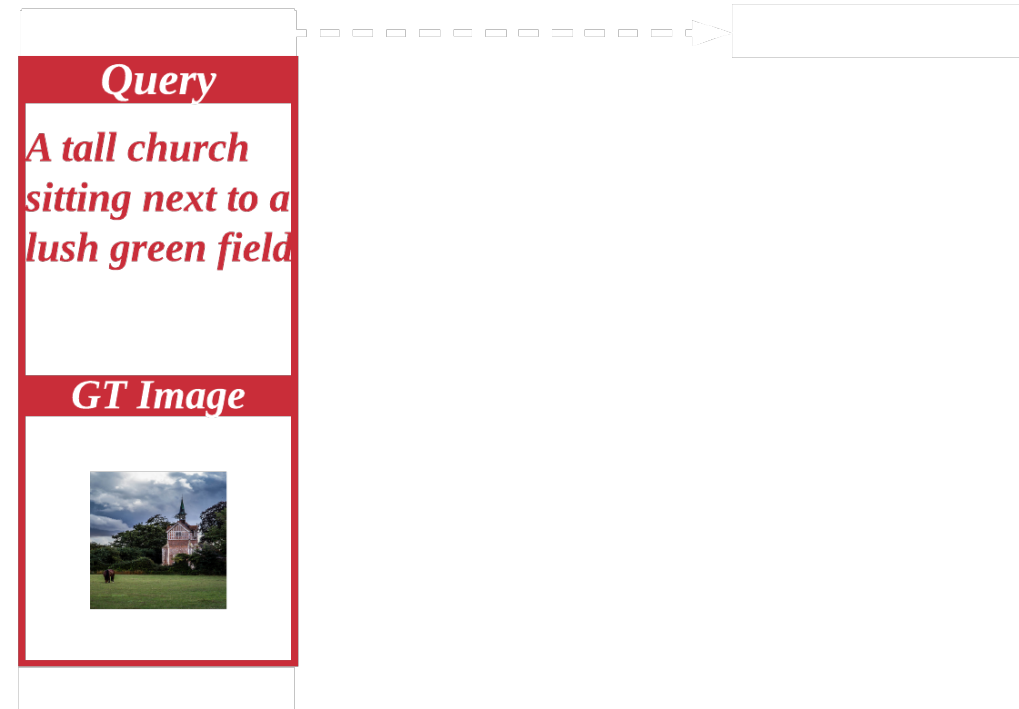 Query
A tall church
sitting next to a
lush green field
GT Image